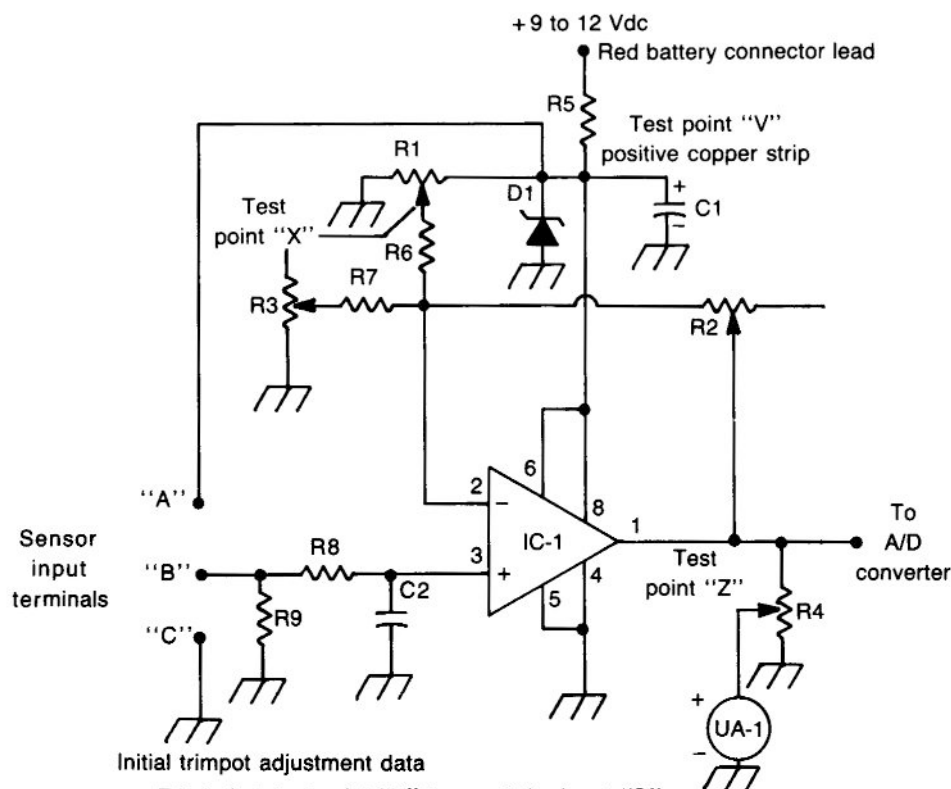 +9 to 12 Vdc
Red battery connector lead
R5
Test point "V"
positive copper strip
R1
D1
+
C1
−
Test
point "X"
R6
R7
R3
R2
"A"
6
2
−
8
Sensor
input
terminals
"B"
R8
3
+
IC-1
1
To
A/D
converter
C2
5
4
Test
point "Z"
R9
R4
"C"
+
UA-1
−
Initial trimpot adjustment data